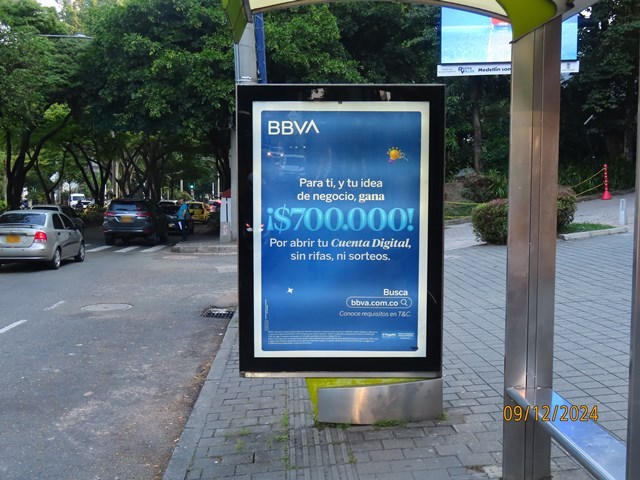 Medellín
BBVA
Para ti, y tu idea
de negocio, gana
¡$700.000!
Por abrir tu Cuenta Digital,
sin rifas, ni sorteos.
Busca
bbva.com.co
Conoce requisitos en T&C.
09/12/2024